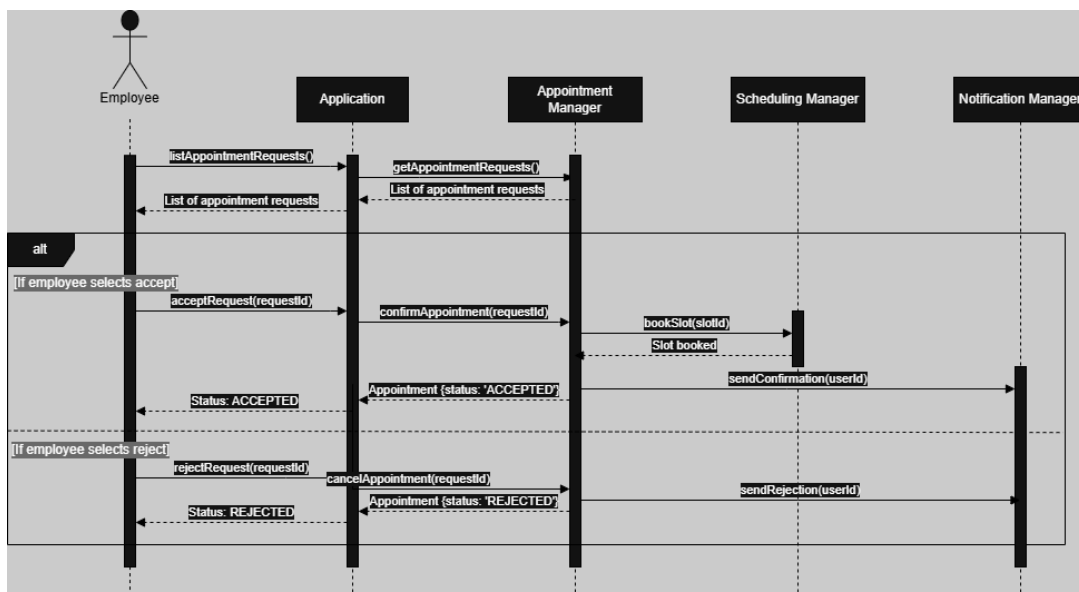 Employee
Application
Appointment
Manager
Scheduling Manager
Notification Manager
listAppointmentRequests()
getAppointmentRequests()
List of appointment requests
List of appointment requests
alt
[If employee selects accept]
acceptRequest(requestId)
confirmAppointment(requestId)
bookSlot(slotId)
Slot booked
sendConfirmation(userId)
Appointment {status: 'ACCEPTED'}
Status: ACCEPTED
[If employee selects reject]
rejectRequest(requestId)
cancelAppointment(requestId)
sendRejection(userId)
Appointment {status: 'REJECTED'}
Status: REJECTED